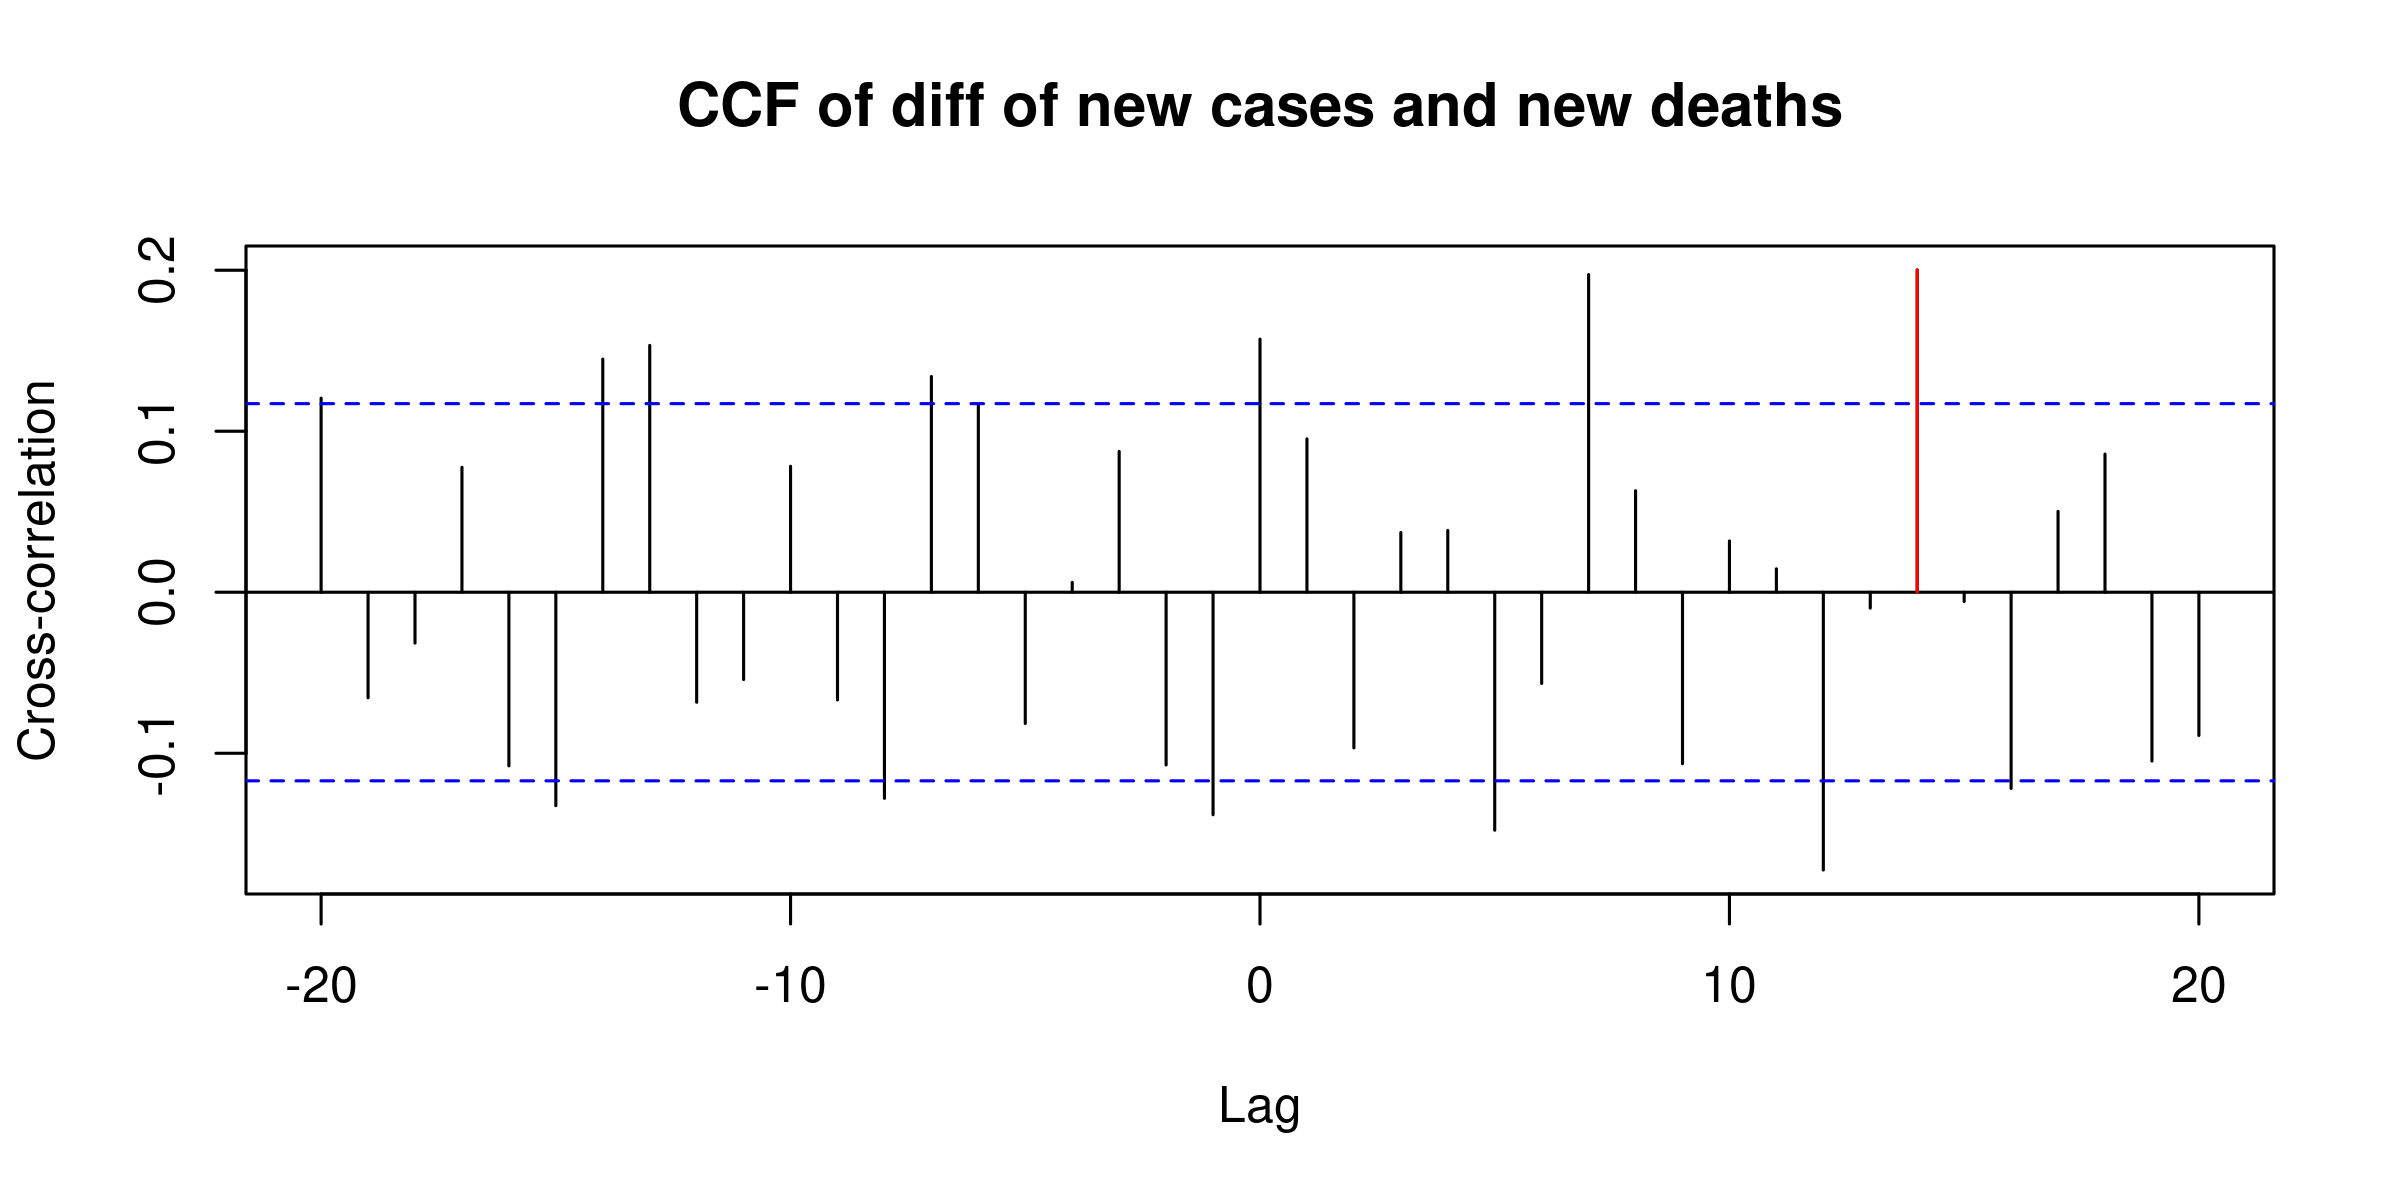 CCF of diff of new cases and new deaths
Cross-correlation
0.2
0.1
0.0
-0.1
-20 -10 0 10 20
Lag